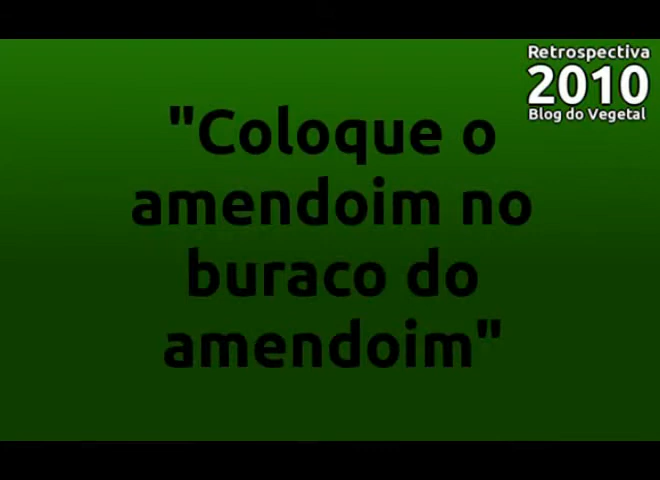 Retrospectiva
2010
Blog do Vegetal
"Coloque o
amendoim no
buraco do
amendoim"